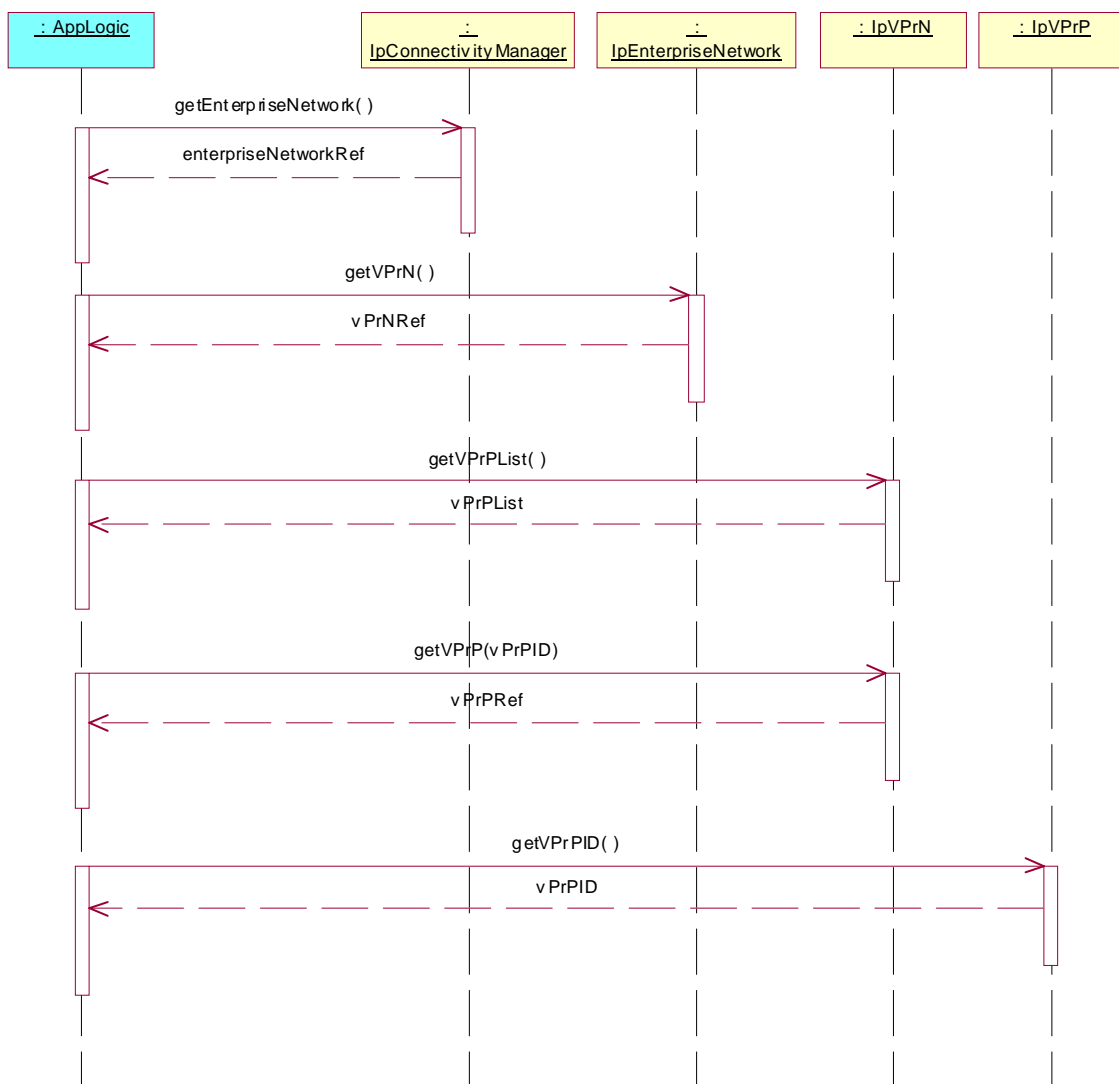 : AppLogic
:
IpConnectivityManager
:
IpEnterpriseNetwork
: IpVPrN
: IpVPrP
getEnterpriseNetwork( )
enterpriseNetworkRef
getVPrN( )
vPrNRef
getVPrPList( )
vPrPList
getVPrP(vPrPID)
vPrPRef
getVPrPID( )
vPrPID